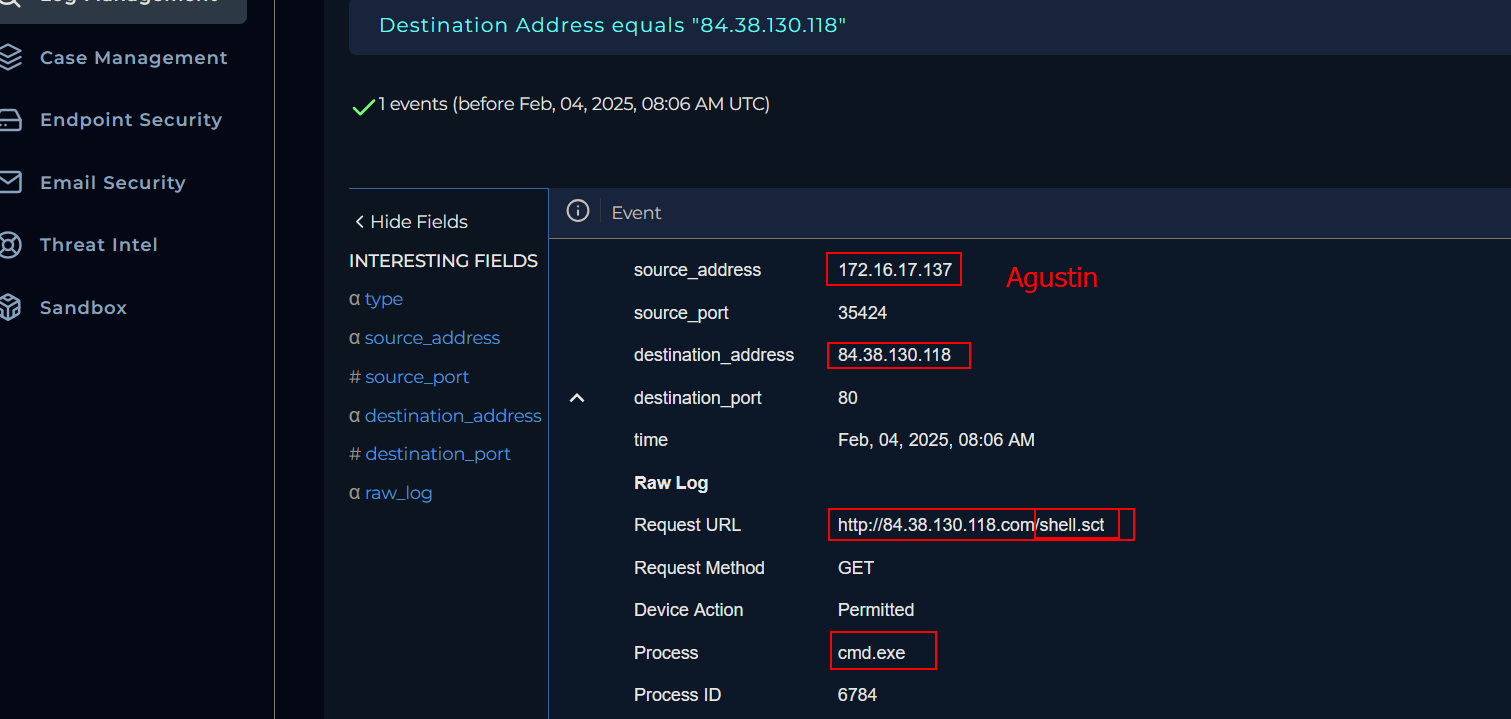 Log Management
Case Management
Endpoint Security
Email Security
Threat Intel
Sandbox
Destination Address equals "84.38.130.118"
1 events (before Feb, 04, 2025, 08:06 AM UTC)
Hide Fields
INTERESTING FIELDS
α type
α source_address
# source_port
α destination_address
# destination_port
α raw_log
Event
source_address 172.16.17.137 Agustin
source_port 35424
destination_address 84.38.130.118
destination_port 80
time Feb, 04, 2025, 08:06 AM
Raw Log
Request URL http://84.38.130.118.com/shell.sct
Request Method GET
Device Action Permitted
Process cmd.exe
Process ID 6784